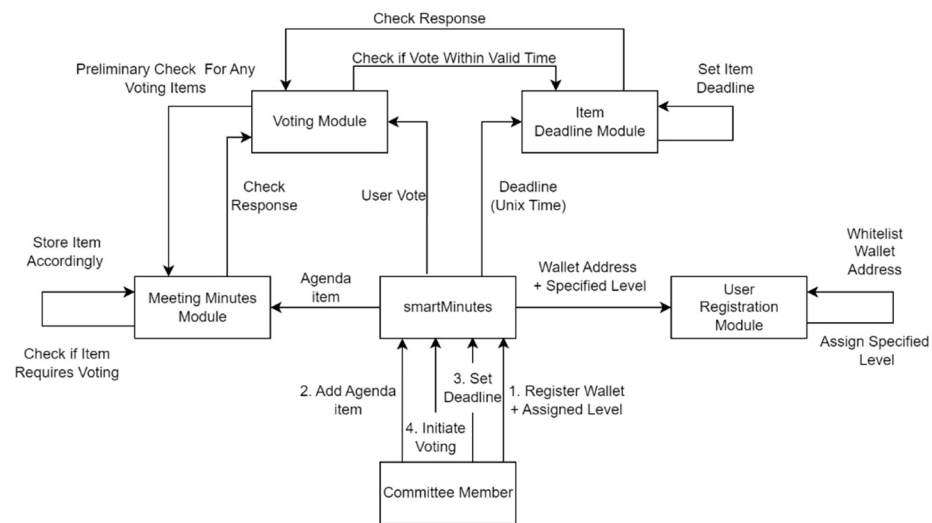 Check Response
Check if Vote Within Valid Time
Preliminary Check For Any
Voting Items
Set Item
Deadline
Voting Module
Item
Deadline Module
Check
Response
User Vote
Deadline
(Unix Time)
Store Item
Accordingly
Whitelist
Wallet
Address
Agenda
item
Wallet Address
+ Specified Level
Meeting Minutes
Module
smartMinutes
User
Registration
Module
Check if Item
Requires Voting
Assign Specified
Level
2. Add Agenda
item
3. Set
Deadline
1. Register Wallet
+ Assigned Level
4. Initiate
Voting
Committee Member